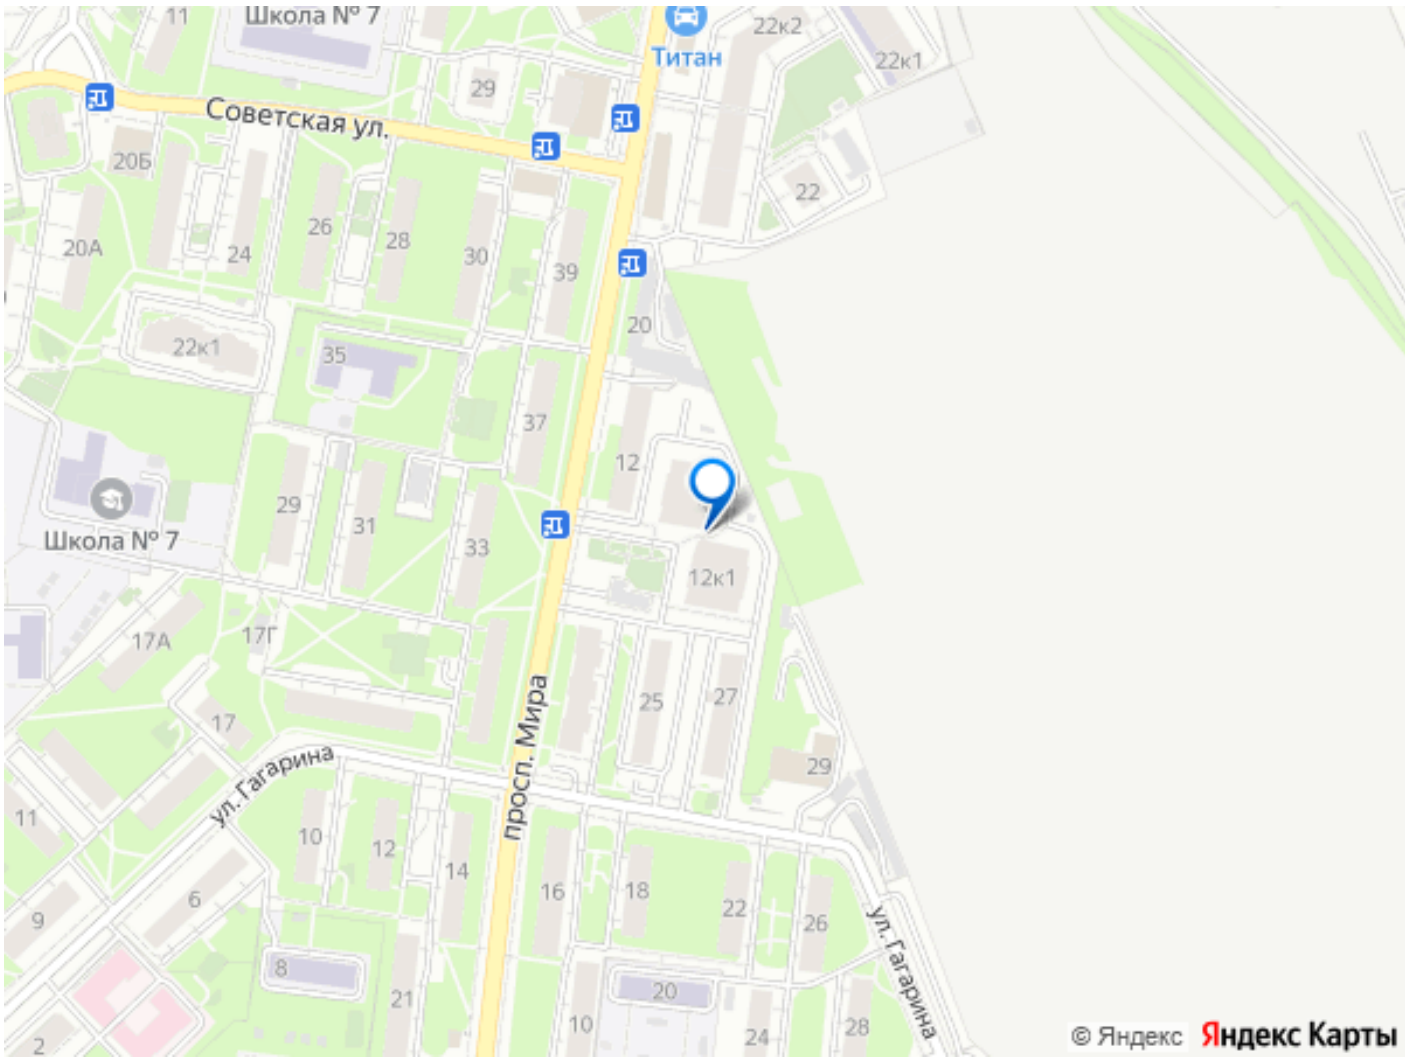 11
Школа № 7
Титан
22к2
22к1
29
Советская ул.
20Б
22
26
28
20А
24
30
39
20
22к1
35
37
12
29
31
Школа № 7
33
12к1
17А
17Г
25
27
просп. Мира
17
ул. Гагарина
29
11
10
12
14
16
18
22
26
6
9
ул. Гагарина
8
21
20
10
24
28
2
© Яндекс Яндекс Карты